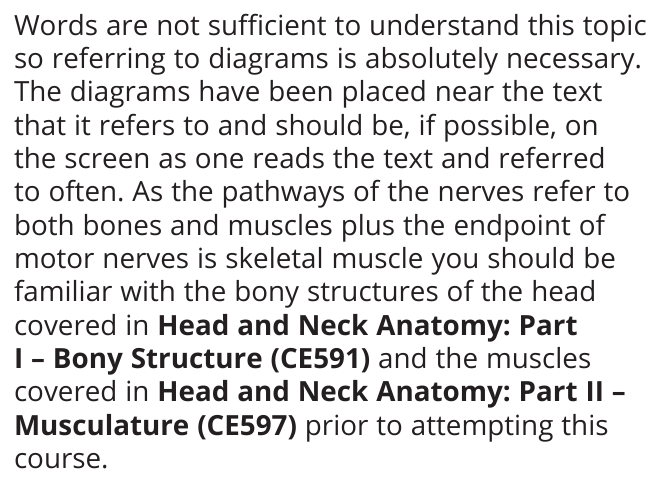 Words are not sufficient to understand this topic
so referring to diagrams is absolutely necessary.
The diagrams have been placed near the text
that it refers to and should be, if possible, on
the screen as one reads the text and referred
to often. As the pathways of the nerves refer to
both bones and muscles plus the endpoint of
motor nerves is skeletal muscle you should be
familiar with the bony structures of the head
covered in Head and Neck Anatomy: Part
I – Bony Structure (CE591) and the muscles
covered in Head and Neck Anatomy: Part II –
Musculature (CE597) prior to attempting this
course.